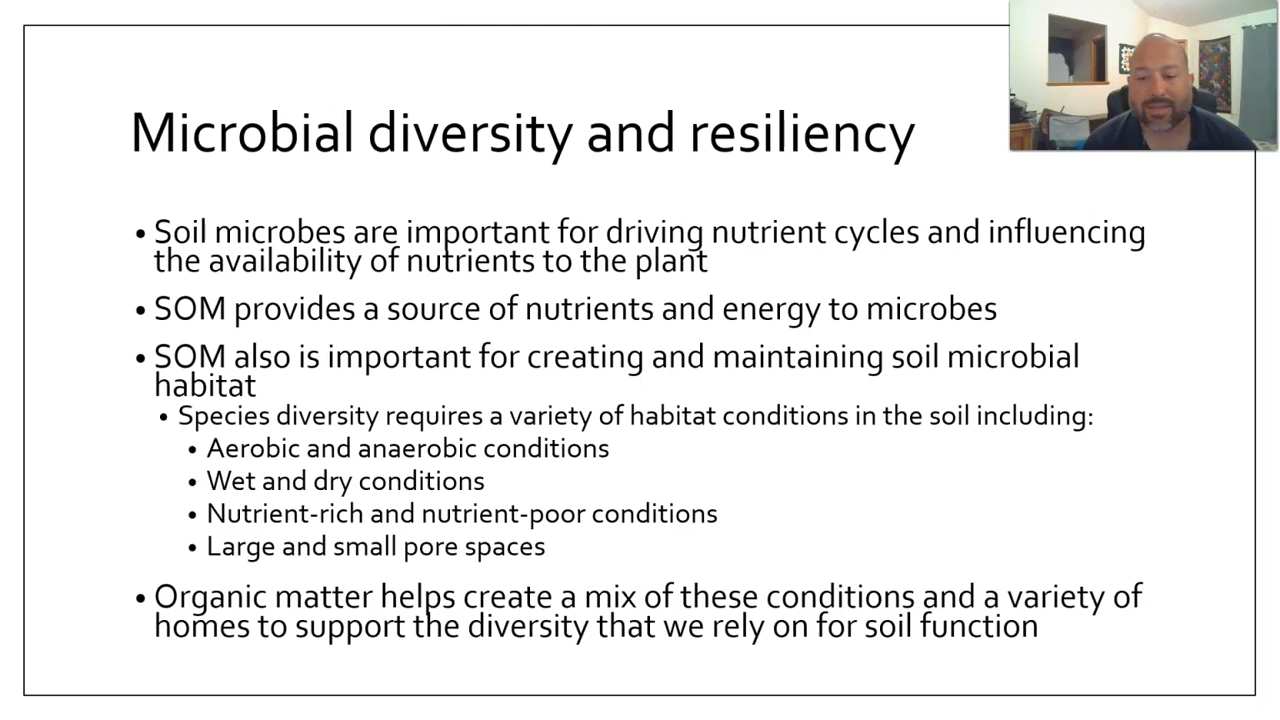 Microbial diversity and resiliency
• Soil microbes are important for driving nutrient cycles and influencing
the availability of nutrients to the plant
• SOM provides a source of nutrients and energy to microbes
• SOM also is important for creating and maintaining soil microbial
habitat
• Species diversity requires a variety of habitat conditions in the soil including:
• Aerobic and anaerobic conditions
• Wet and dry conditions
• Nutrient-rich and nutrient-poor conditions
• Large and small pore spaces
• Organic matter helps create a mix of these conditions and a variety of
homes to support the diversity that we rely on for soil function